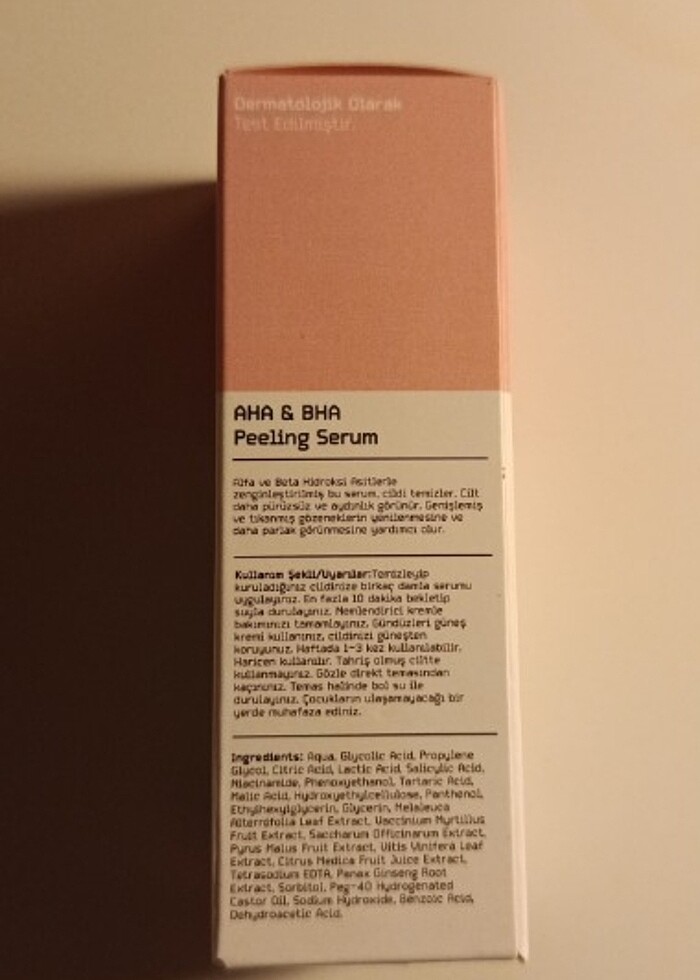 Dermatolojik Olarak
Test Edilmiştir.
AHA & BHA
Peeling Serum
Alfa ve Beta Hidroksi Asitlerle
zenginleştirilmiş bu serum, cildi temizler. Cilt
daha pürüzsüz ve aydınlık görünür. Genişlemiş
ve tıkanmış gözeneklerin yenilenmesine ve
daha parlak görünmesine yardımcı olur.
Kullanım Şekli/Uyarılar:Temizleyip
kuruladığınız cildinize birkaç damla serumu
uygulayınız. En fazla 10 dakika bekletip
suyla durulayınız. Nemlendirici kremle
bakımınızı tamamlayınız. Gündüzleri güneş
kremi kullanınız, cildinizi güneşten
koruyunuz. Haftada 1-3 kez kullanılabilir.
Haricen kullanılır. Tahriş olmuş ciltte
kullanmayınız. Gözle direkt temasından
kaçınınız. Temas halinde bol su ile
durulayınız. Çocukların ulaşamayacağı bir
yerde muhafaza ediniz.
Ingredients: Aqua, Glycolic Acid, Propylene
Glycol, Citric Acid, Lactic Acid, Salicylic Acid,
Niacinamide, Phenoxyethanol, Tartaric Acid,
Malic Acid, Hydroxyethylcellulose, Panthenol,
Ethylhexylglycerin, Glycerin, Melaleuca
Alternifolia Leaf Extract, Vaccinium Myrtillus
Fruit Extract, Saccharum Officinarum Extract,
Pyrus Malus Fruit Extract, Vitis Vinifera Leaf
Extract, Citrus Medica Fruit Juice Extract,
Tetrasodium EDTA, Panax Ginseng Root
Extract, Sorbitol, Peg-40 Hydrogenated
Castor Oil, Sodium Hydroxide, Benzoic Acid,
Dehydroacetic Acid.